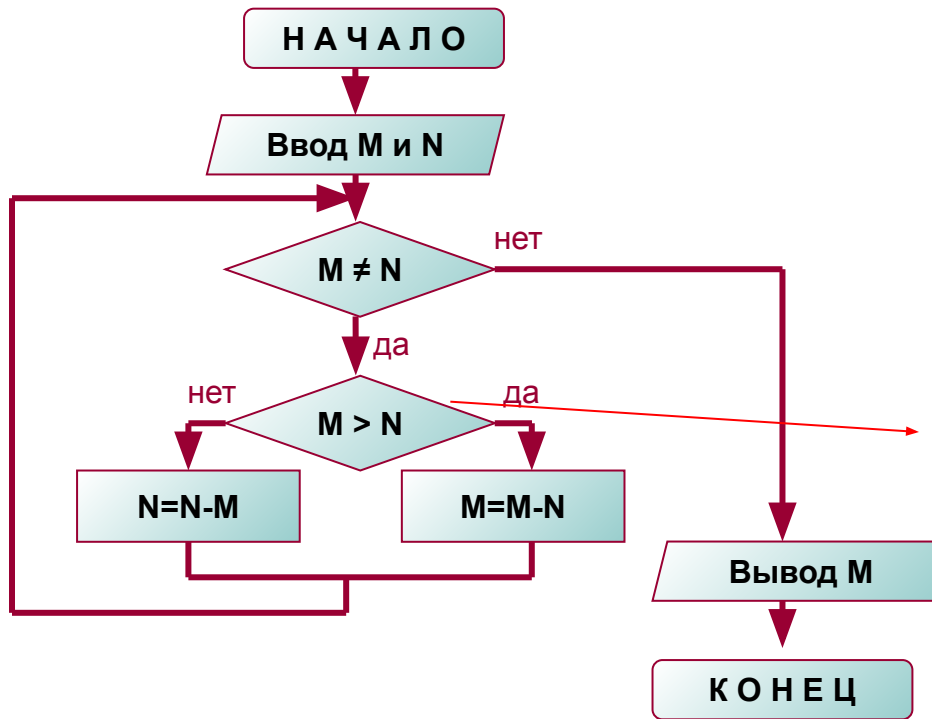 Н А Ч А Л О
Ввод M и N
M ≠ N
нет
да
M > N
нет
да
N=N-M
M=M-N
Вывод M
К О Н Е Ц